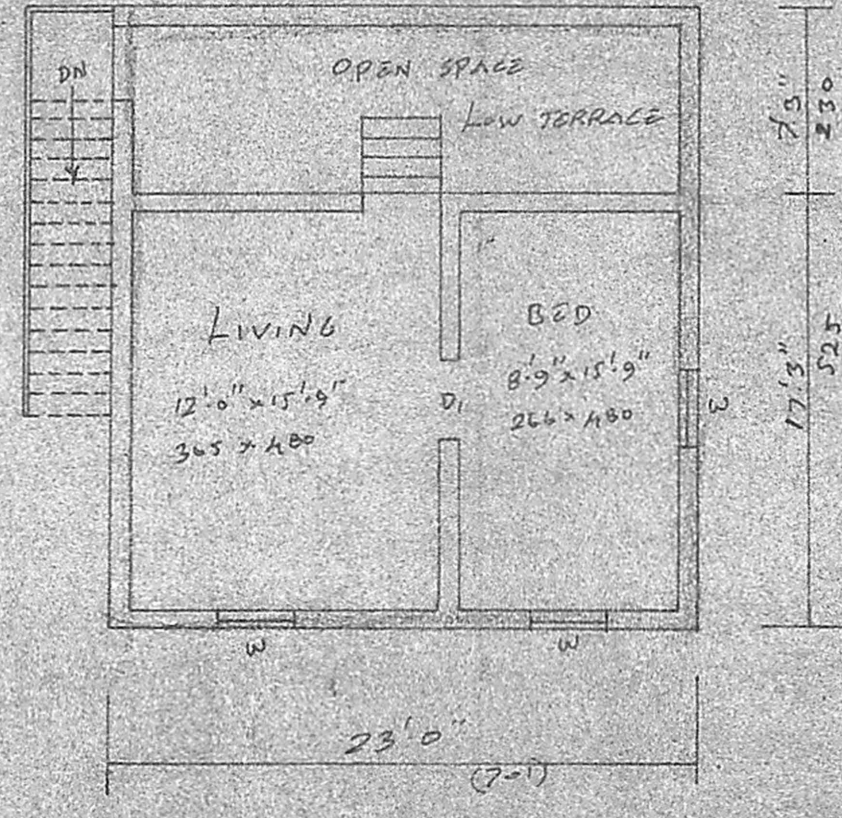 DN
OPEN SPACE
LOW TERRACE
7'3"
230
LIVING
12'-0" x 15'-9"
365 x 480
BED
8'-9" x 15'-9"
266 x 480
D1
W
17'3"
525
W
W
23'0"
(7-01)